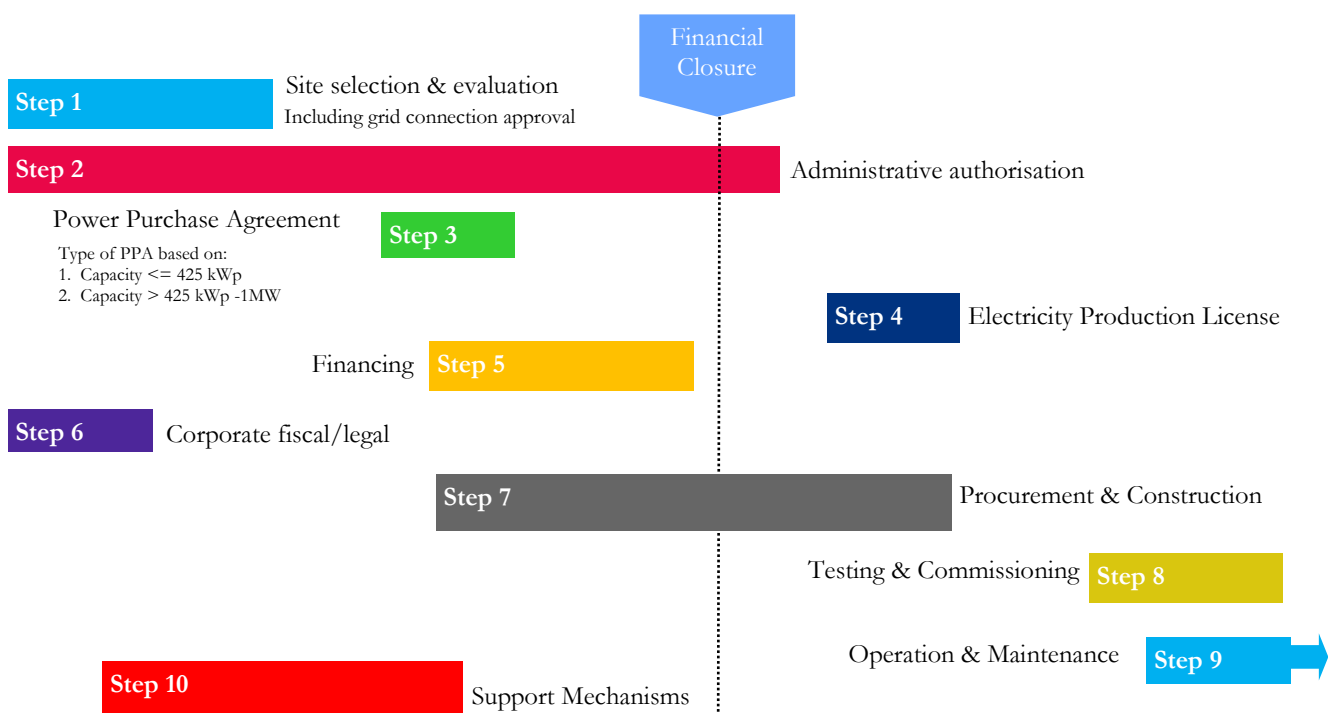 Financial
Closure
Step 1
Site selection & evaluation
Including grid connection approval
Step 2
Administrative authorisation
Power Purchase Agreement
Step 3
Type of PPA based on:
1. Capacity <= 425 kWp
2. Capacity > 425 kWp -1MW
Step 4
Electricity Production License
Financing
Step 5
Step 6
Corporate fiscal/legal
Step 7
Procurement & Construction
Testing & Commissioning
Step 8
Operation & Maintenance
Step 9
Step 10
Support Mechanisms